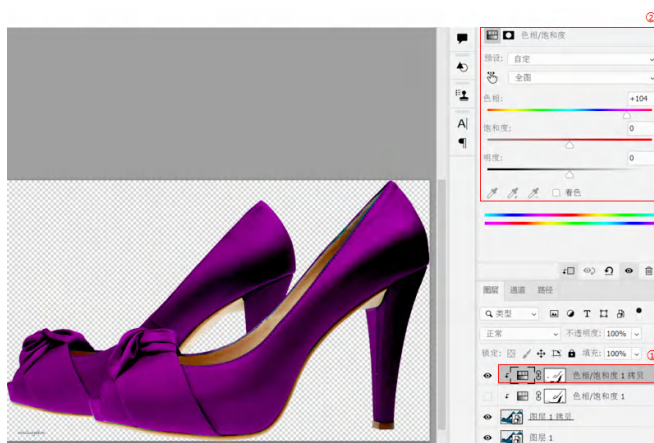 ②
色相/饱和度
预设: 自定
全图
色相: +104
饱和度: 0
明度: 0
着色
图层 通道 路径
类型 T
正常 不透明度: 100%
锁定: 填充: 100% ①
色相/饱和度 1 拷贝
色相/饱和度 1
图层 1 拷贝
图层 1
A